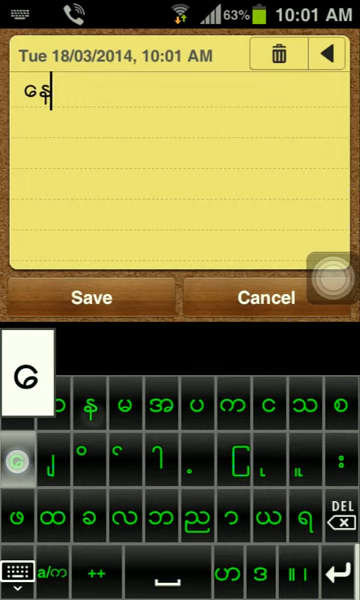 63% 10:01 AM
Tue 18/03/2014, 10:01 AM
နေ
Save Cancel
ေ
န မ အ ပ က င သ စ
ေ ျ ိ ် ါ ့ ြ ု ူ း
ဖ ထ ခ လ ဘ ည ာ ယ ရ DEL
a/က ++ ဟ ဒ ॥ ၊